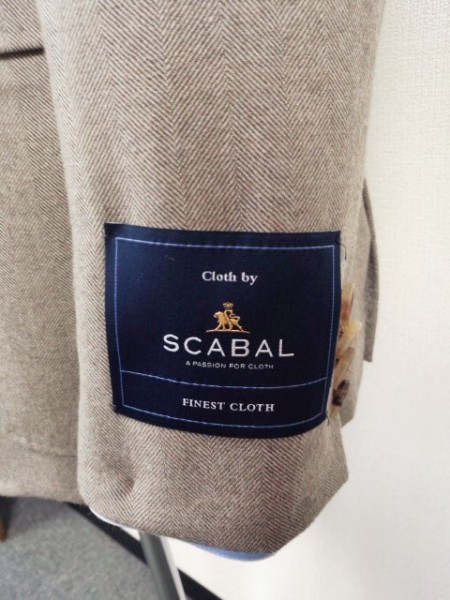 Cloth by
SCABAL
A PASSION FOR CLOTH
FINEST CLOTH